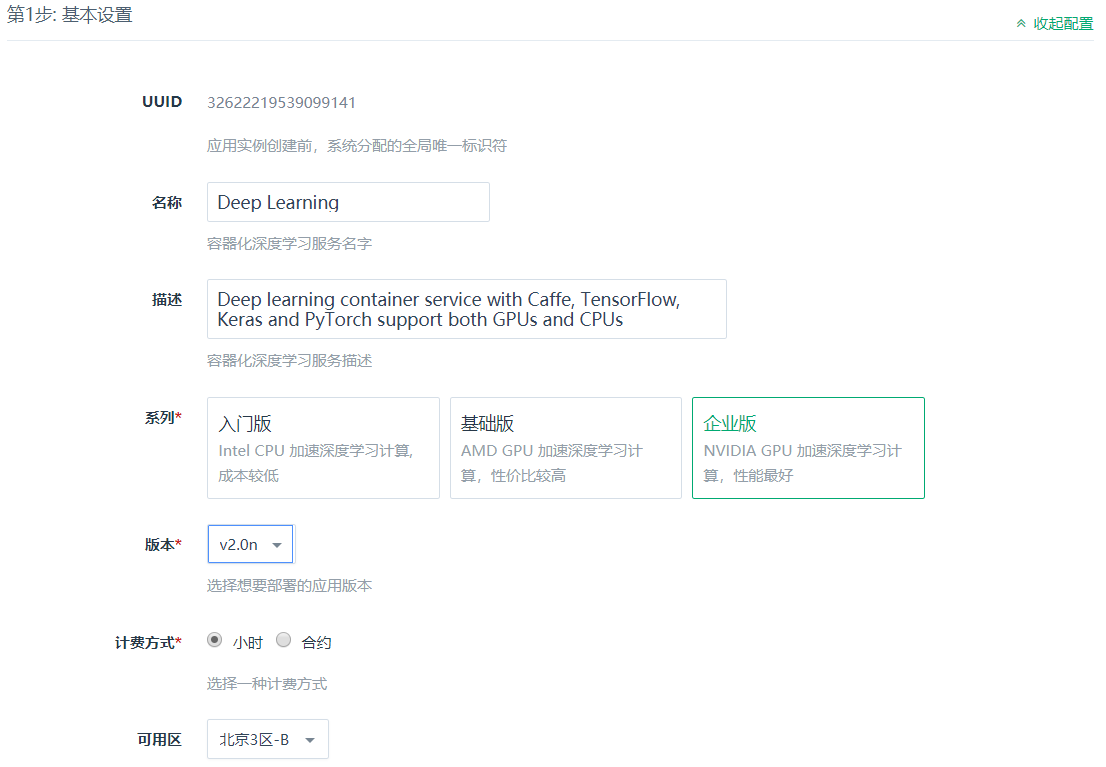 第1步: 基本设置
收起配置
UUID 32622219539099141
应用实例创建前，系统分配的全局唯一标识符
名称 Deep Learning
容器化深度学习服务名字
描述 Deep learning container service with Caffe, TensorFlow,
Keras and PyTorch support both GPUs and CPUs
容器化深度学习服务描述
系列* 入门版 基础版 企业版
Intel CPU 加速深度学习计算, AMD GPU 加速深度学习计 NVIDIA GPU 加速深度学习计
成本较低 算，性价比较高 算，性能最好
版本* v2.0n
选择想要部署的应用版本
计费方式* 小时 合约
选择一种计费方式
可用区 北京3区-B